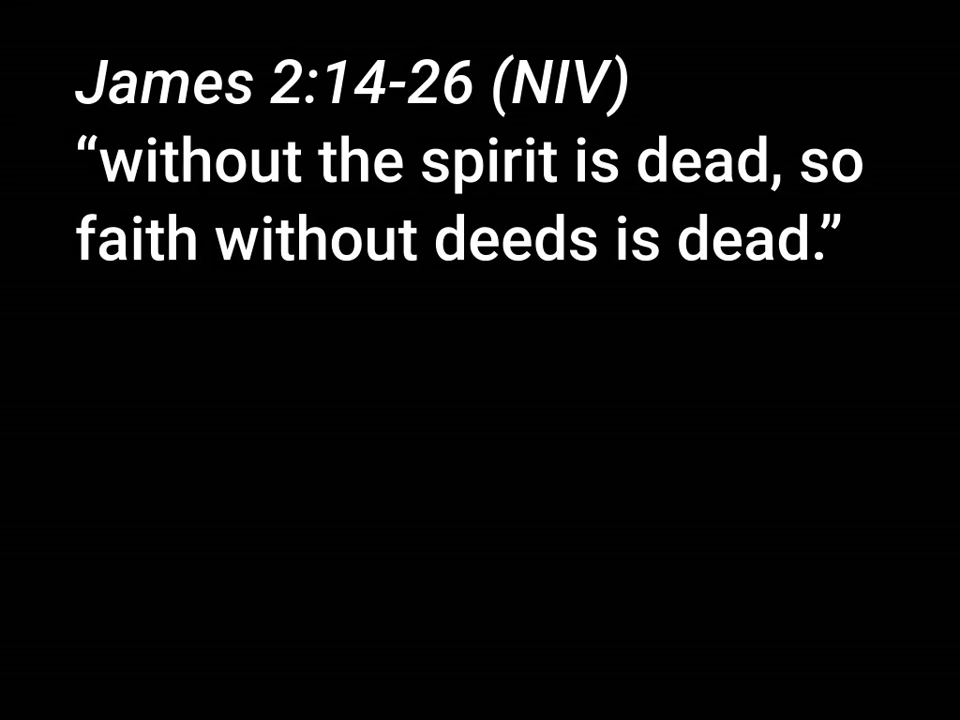 James 2:14-26 (NIV)
“without the spirit is dead, so
faith without deeds is dead.”